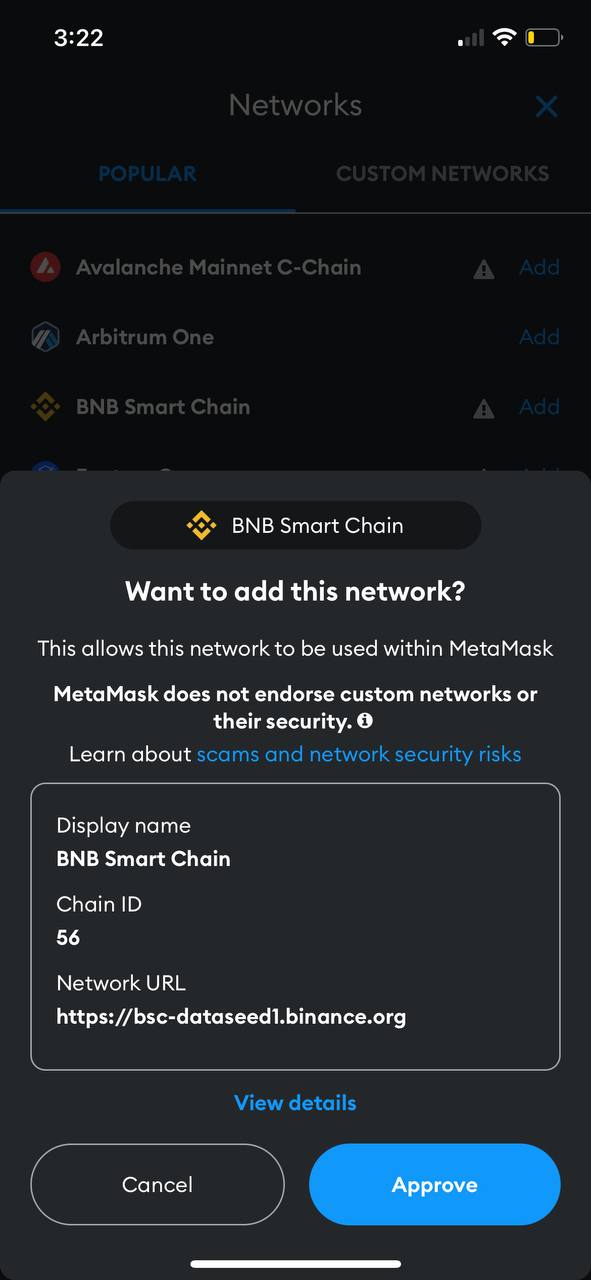 3:22
Networks
POPULAR
CUSTOM NETWORKS
Avalanche Mainnet C-Chain
Add
Arbitrum One
Add
BNB Smart Chain
Add
BNB Smart Chain
Want to add this network?
This allows this network to be used within MetaMask
MetaMask does not endorse custom networks or
their security.
Learn about scams and network security risks
Display name
BNB Smart Chain
Chain ID
56
Network URL
https://bsc-dataseed1.binance.org
View details
Cancel
Approve